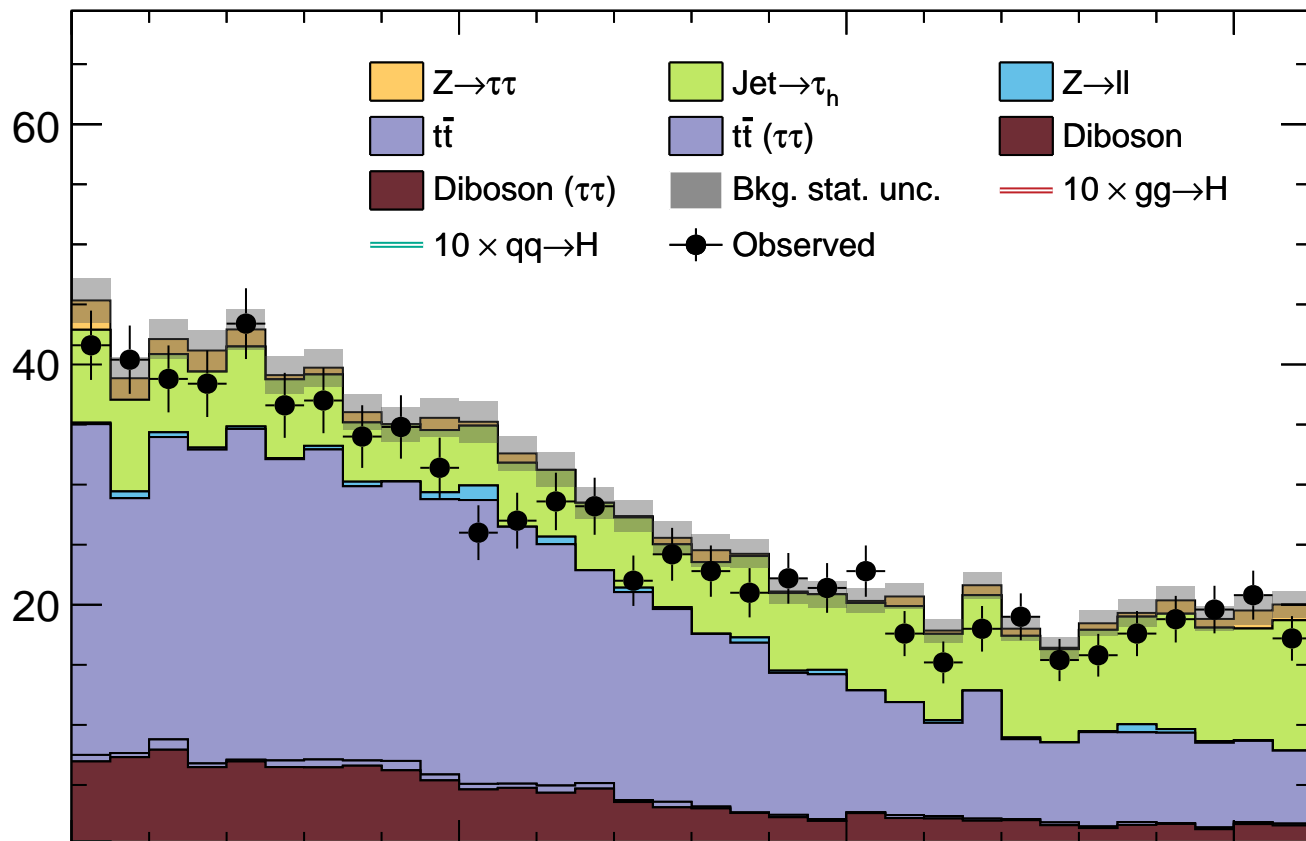 Z→ττ Jet→τₕ Z→ll
60
tt̄ tt̄ (ττ) Diboson
Diboson (ττ) Bkg. stat. unc. 10 × gg→H
10 × qq→H Observed
40
20